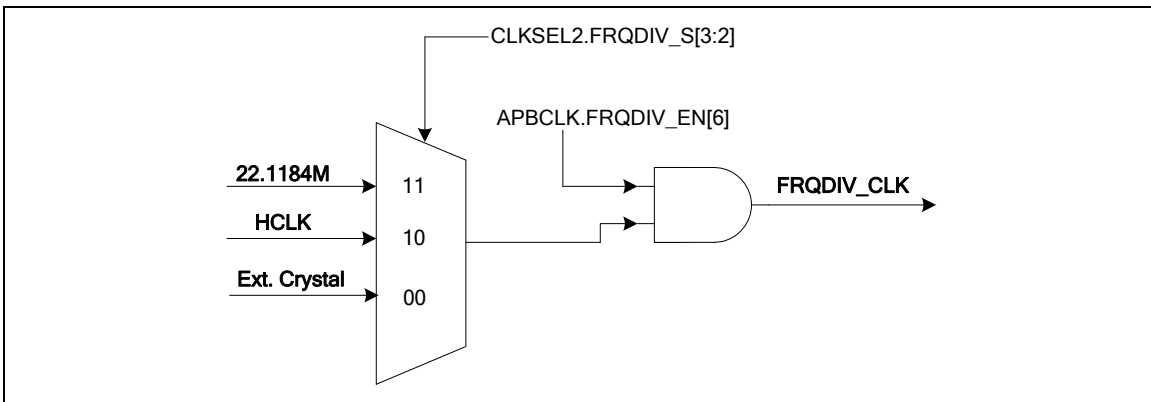 CLKSEL2.FRQDIV_S[3:2]
APBCLK.FRQDIV_EN[6]
22.1184M
11
FRQDIV_CLK
HCLK
10
Ext. Crystal
00